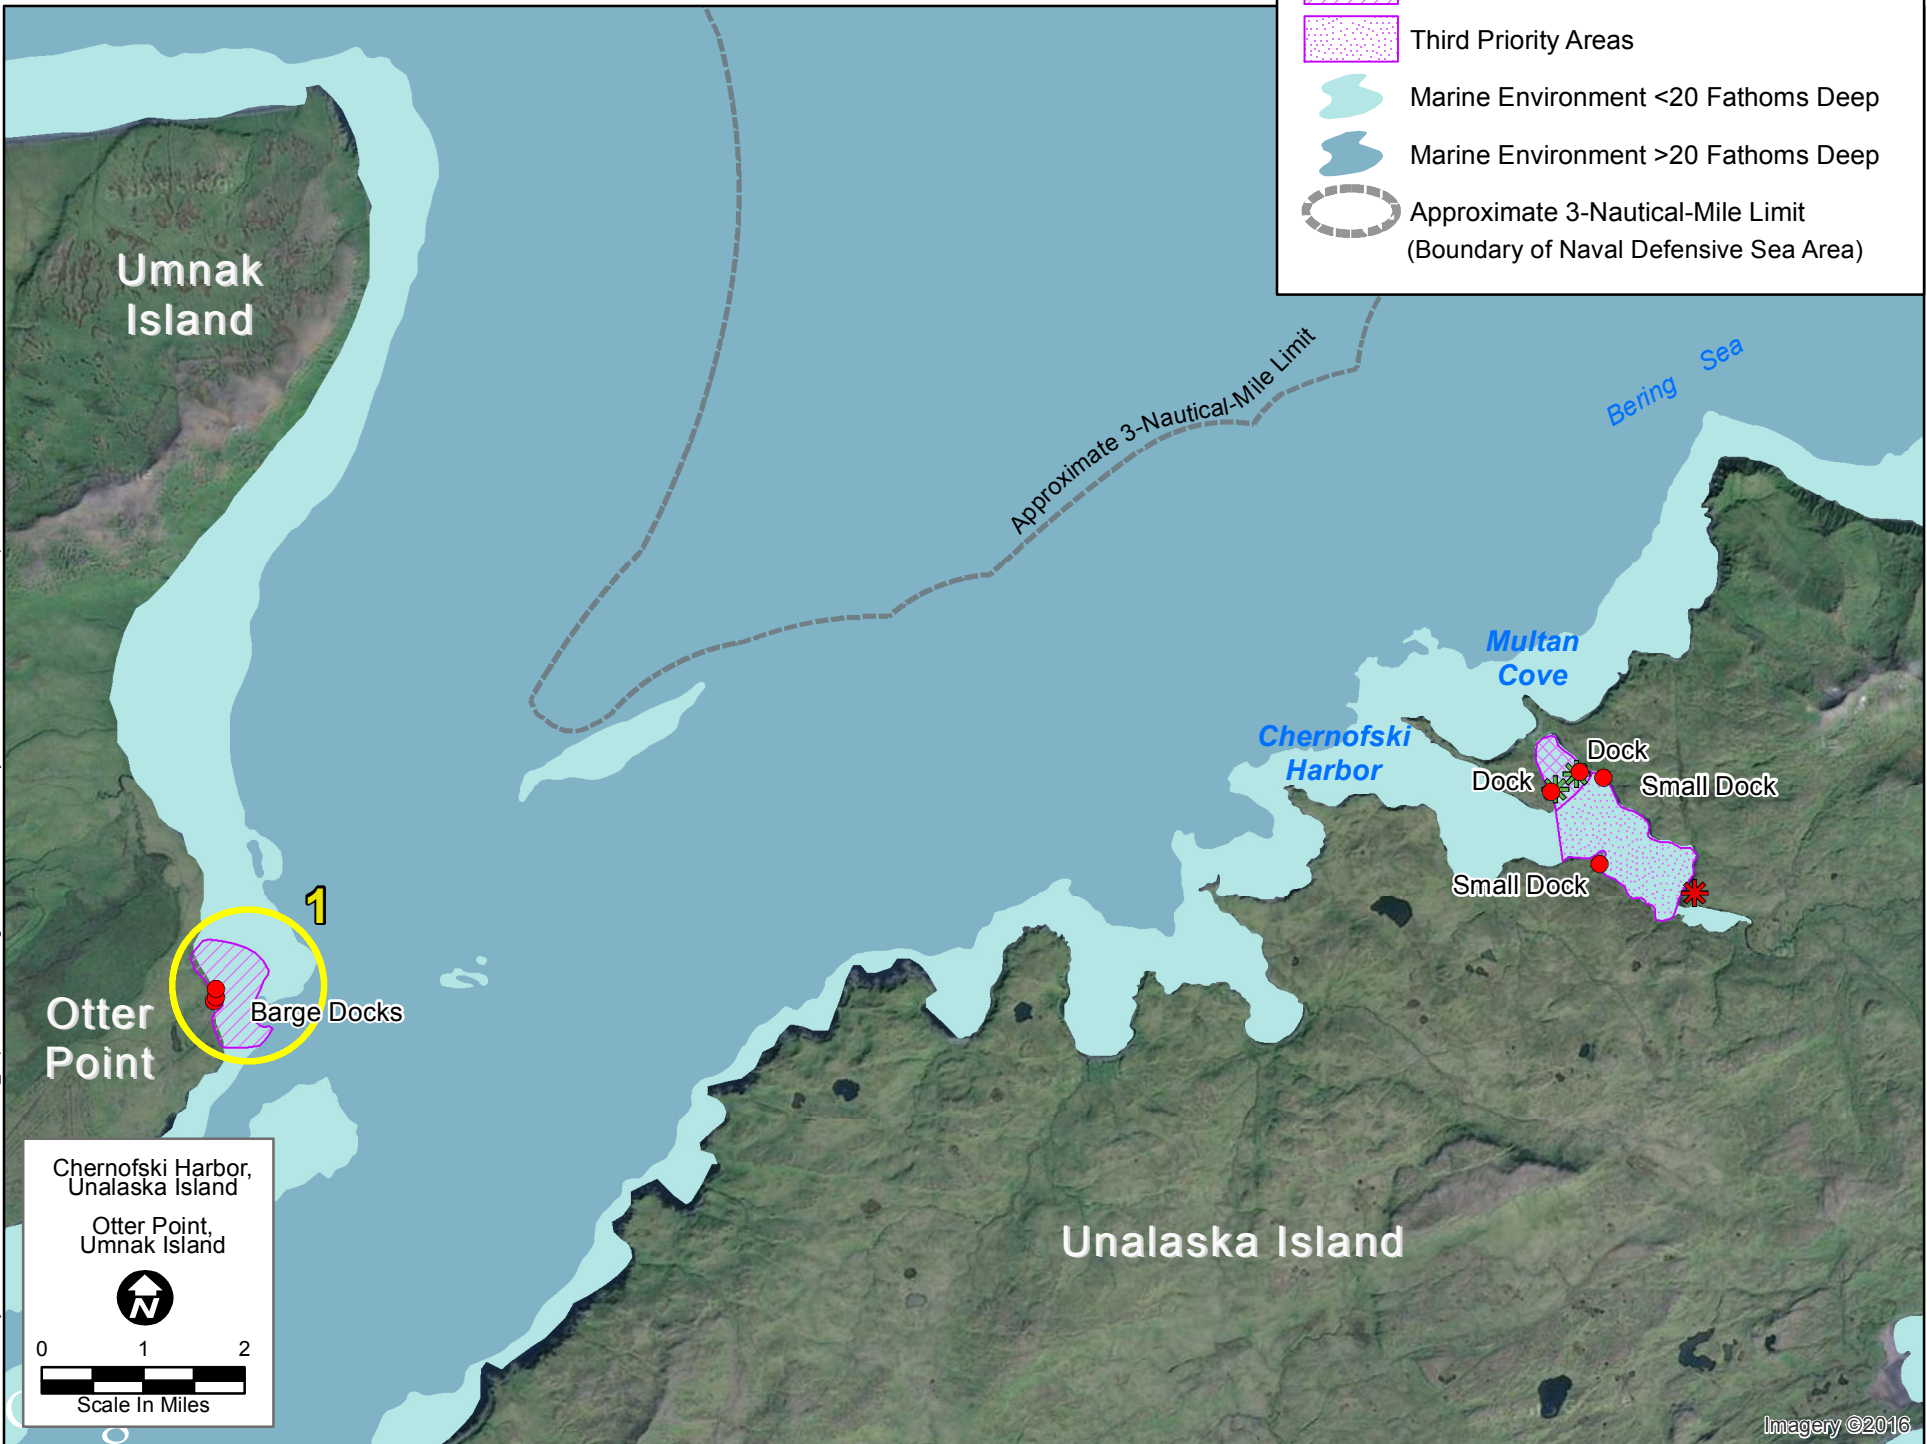 Third Priority Areas
Marine Environment <20 Fathoms Deep
Marine Environment >20 Fathoms Deep
Approximate 3-Nautical-Mile Limit
(Boundary of Naval Defensive Sea Area)
Umnak
Island
Approximate 3-Nautical-Mile Limit
Bering Sea
Multan
Cove
Chernofski
Harbor
Dock
Dock
Small Dock
Small Dock
1
Barge Docks
Otter
Point
Unalaska Island
Chernofski Harbor,
Unalaska Island
Otter Point,
Umnak Island
N
0 1 2
Scale In Miles
Imagery ©2016